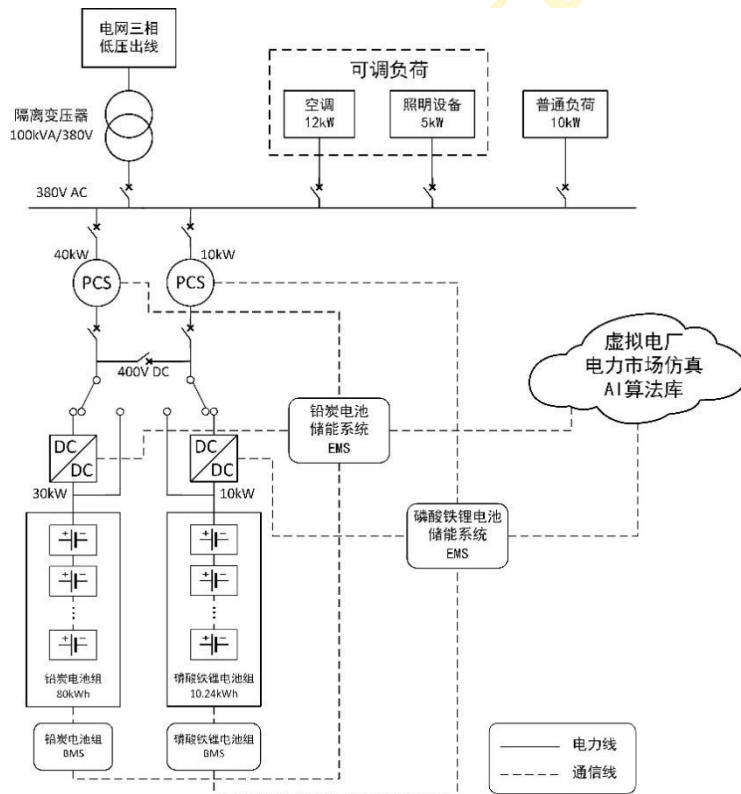 电网三相
低压出线
隔离变压器
100kVA/380V
可调负荷
空调
12kW
照明设备
5kW
普通负荷
10kW
380V AC
40kW
10kW
PCS
PCS
400V DC
虚拟电厂
电力市场仿真
AI算法库
铅炭电池
储能系统
EMS
DC
DC
DC
DC
30kW
10kW
磷酸铁锂电池
储能系统
EMS
铅炭电池组
80kWh
磷酸铁锂电池组
10.24kWh
铅炭电池组
BMS
磷酸铁锂电池组
BMS
电力线
通信线